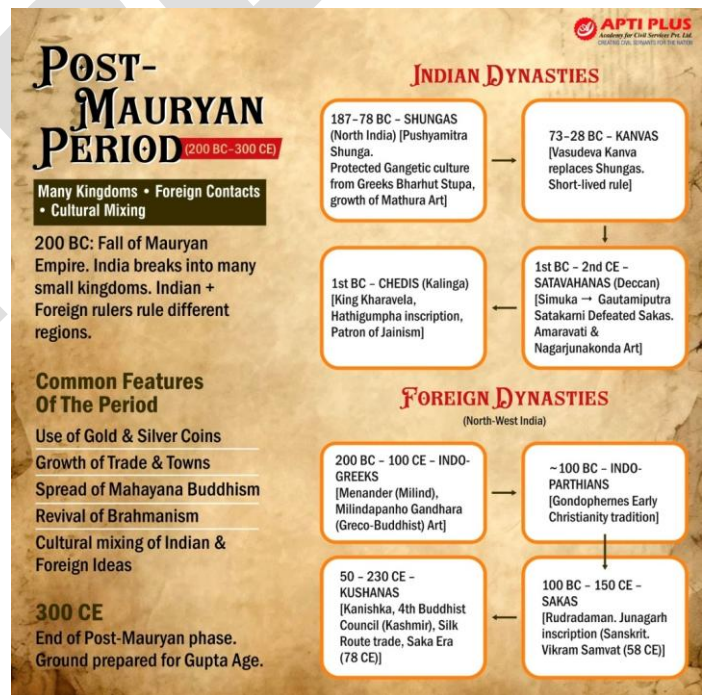 APTI PLUS
Academy for Civil Services Pvt. Ltd.
CREATING CIVIL SERVANTS FOR THE NATION
POST-
MAURYAN
PERIOD (200 BC-300 CE)
Many Kingdoms • Foreign Contacts
• Cultural Mixing
200 BC: Fall of Mauryan
Empire. India breaks into many
small kingdoms. Indian +
Foreign rulers rule different
regions.
Common Features
Of The Period
Use of Gold & Silver Coins
Growth of Trade & Towns
Spread of Mahayana Buddhism
Revival of Brahmanism
Cultural mixing of Indian &
Foreign Ideas
300 CE
End of Post-Mauryan phase.
Ground prepared for Gupta Age.
INDIAN DYNASTIES
187–78 BC – SHUNGAS
(North India) [Pushyamitra
Shunga.
Protected Gangetic culture
from Greeks Bharhut Stupa,
growth of Mathura Art]
73–28 BC – KANVAS
[Vasudeva Kanva
replaces Shungas.
Short-lived rule]
1st BC – CHEDIS (Kalinga)
[King Kharavela,
Hathigumpha inscription,
Patron of Jainism]
1st BC – 2nd CE –
SATAVAHANAS (Deccan)
[Simuka → Gautamiputra
Satakarni Defeated Sakas.
Amaravati &
Nagarjunakonda Art]
FOREIGN DYNASTIES
(North-West India)
200 BC – 100 CE – INDO-
GREEKS
[Menander (Milind),
Milindapanho Gandhara
(Greco-Buddhist) Art]
~100 BC – INDO-
PARTHIANS
[Gondophernes Early
Christianity tradition]
50 – 230 CE –
KUSHANAS
[Kanishka, 4th Buddhist
Council (Kashmir), Silk
Route trade, Saka Era
(78 CE)]
100 BC – 150 CE –
SAKAS
[Rudradaman. Junagarh
inscription (Sanskrit.
Vikram Samvat (58 CE)]